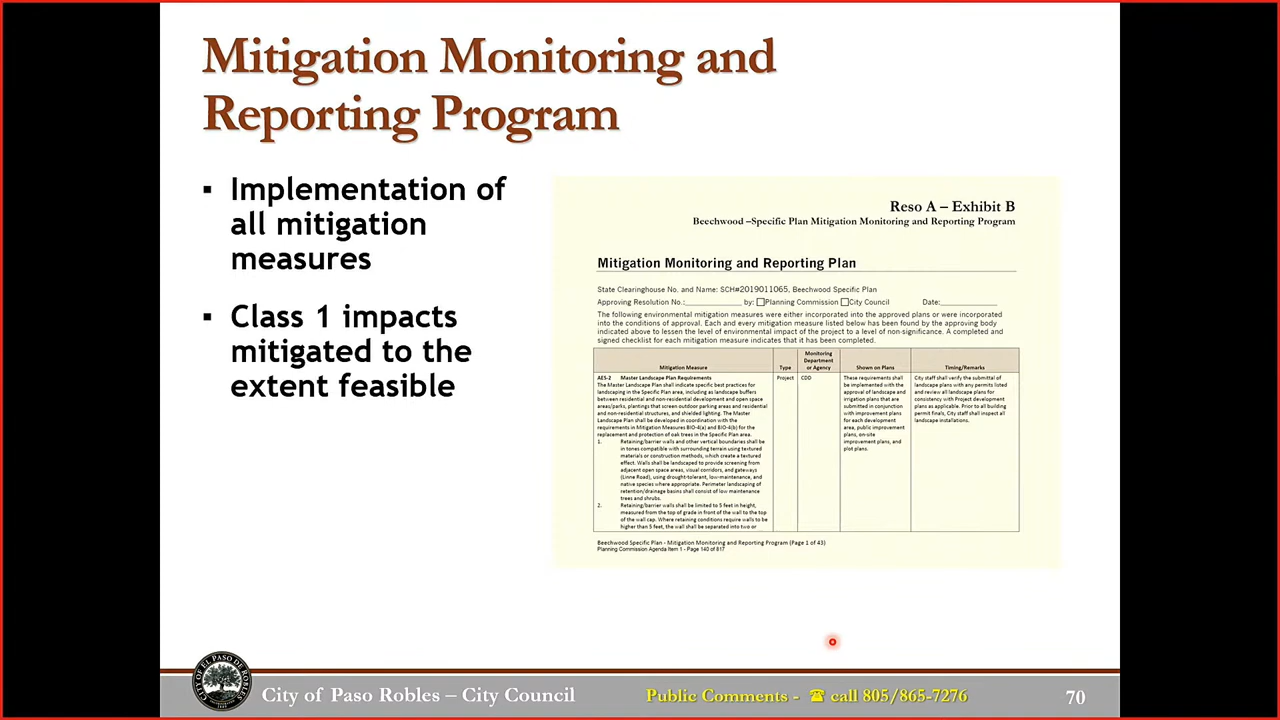 Mitigation Monitoring and
Reporting Program
▪ Implementation of
all mitigation
measures
▪ Class 1 impacts
mitigated to the
extent feasible
Reso A – Exhibit B
Beechwood –Specific Plan Mitigation Monitoring and Reporting Program
Mitigation Monitoring and Reporting Plan
State Clearinghouse No. and Name: SCH#2019011065, Beechwood Specific Plan
Approving Resolution No.:____________ by: ☐Planning Commission ☐City Council Date:____________
The following environmental mitigation measures were either incorporated into the approved plans or were incorporated
into the conditions of approval. Each and every mitigation measure listed below has been found by the approving body
indicated above to lessen the level of environmental impact of the project to a level of non-significance. A completed and
signed checklist for each mitigation measure indicates that it has been completed.
Mitigation Measure
Type
Monitoring
Department
or Agency
Shown on Plans
Timing/Remarks
AES-2 Master Landscape Plan Requirements
The Master Landscape Plan shall indicate specific best practices for
landscaping in the Specific Plan area, including as landscape buffers
between residential and non-residential development and open space
areas/parks, plantings that screen outdoor parking areas and residential
and non-residential structures, and shielded lighting. The Master
Landscape Plan shall be developed in coordination with the
requirements in Mitigation Measures BIO-4(a) and BIO-4(b) for the
replacement and protection of oak trees in the Specific Plan area.
1. Retaining/barrier walls and other vertical boundaries shall be
in tones compatible with surrounding terrain using textured
materials or construction methods, which create a textured
effect. Walls shall be landscaped to provide screening from
adjacent open space areas, visual corridors, and gateways
(Linne Road), using drought-tolerant, low-maintenance, and
native species where appropriate. Perimeter landscaping of
retention/drainage basins shall consist of low maintenance
trees and shrubs.
2. Retaining/barrier walls shall be limited to 5 feet in height,
measured from the top of grade in front of the wall to the top
of the wall cap. Where retaining conditions require walls to be
higher than 5 feet, the wall shall be separated into two or
Project
CDD
These requirements shall
be implemented with the
approval of landscape and
irrigation plans that are
submitted in conjunction
with improvement plans
for each development
area, public improvement
plans, on-site
improvement plans, and
plot plans.
City staff shall verify the submittal of
landscape plans with any permits listed
and review all landscape plans for
consistency with Project development
plans as applicable. Prior to all building
permit finals, City staff shall inspect all
landscape installations.
Beechwood Specific Plan - Mitigation Monitoring and Reporting Program (Page 1 of 43)
Planning Commission Agenda Item 1 - Page 140 of 817
CITY OF EL PASO DE ROBLES
City of Paso Robles – City Council
Public Comments - ☎ call 805/865-7276
70